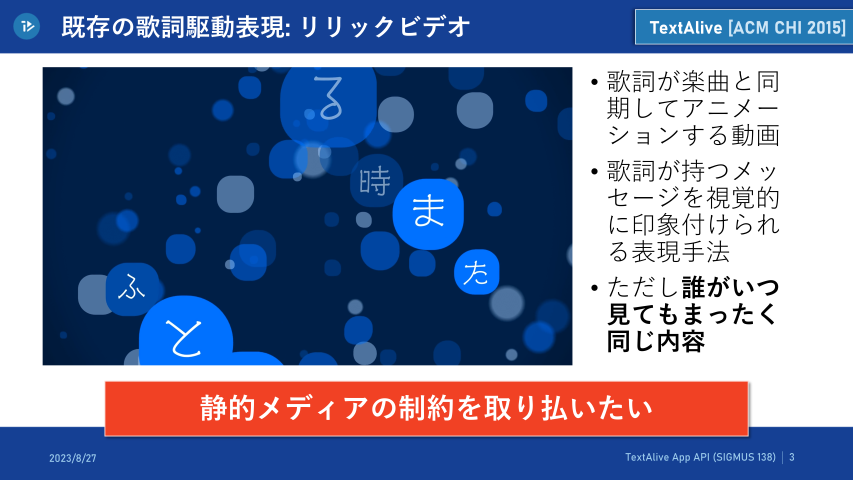 既存の歌詞駆動表現: リリックビデオ
TextAlive [ACM CHI 2015]
る
時
ま
た
ふ
と
• 歌詞が楽曲と同
期してアニメー
ションする動画
• 歌詞が持つメッ
セージを視覚的
に印象付けられ
る表現手法
• ただし誰がいつ
見てもまったく
同じ内容
静的メディアの制約を取り払いたい
2023/8/27
TextAlive App API (SIGMUS 138) | 3